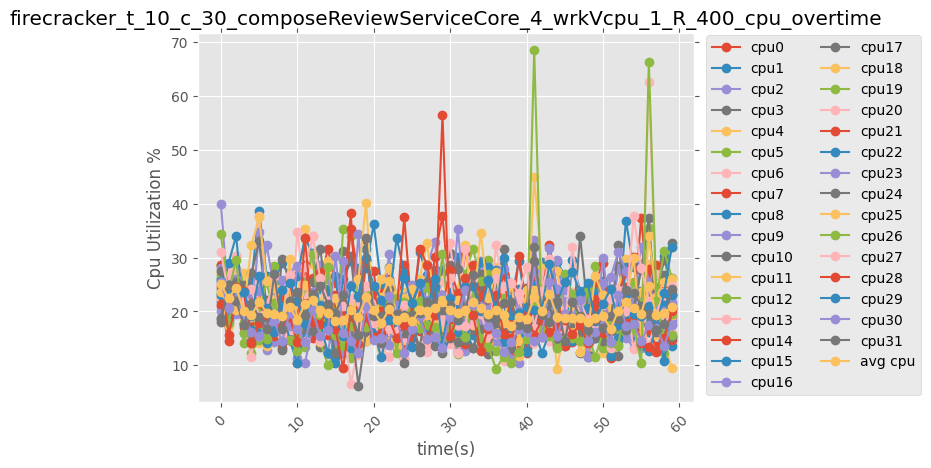 firecracker_t_10_c_30_composeReviewServiceCore_4_wrkVcpu_1_R_400_cpu_overtime
Cpu Utilization %
70
60
50
40
30
20
10
0
10
20
30
40
50
60
time(s)
cpu0
cpu1
cpu2
cpu3
cpu4
cpu5
cpu6
cpu7
cpu8
cpu9
cpu10
cpu11
cpu12
cpu13
cpu14
cpu15
cpu16
cpu17
cpu18
cpu19
cpu20
cpu21
cpu22
cpu23
cpu24
cpu25
cpu26
cpu27
cpu28
cpu29
cpu30
cpu31
avg cpu